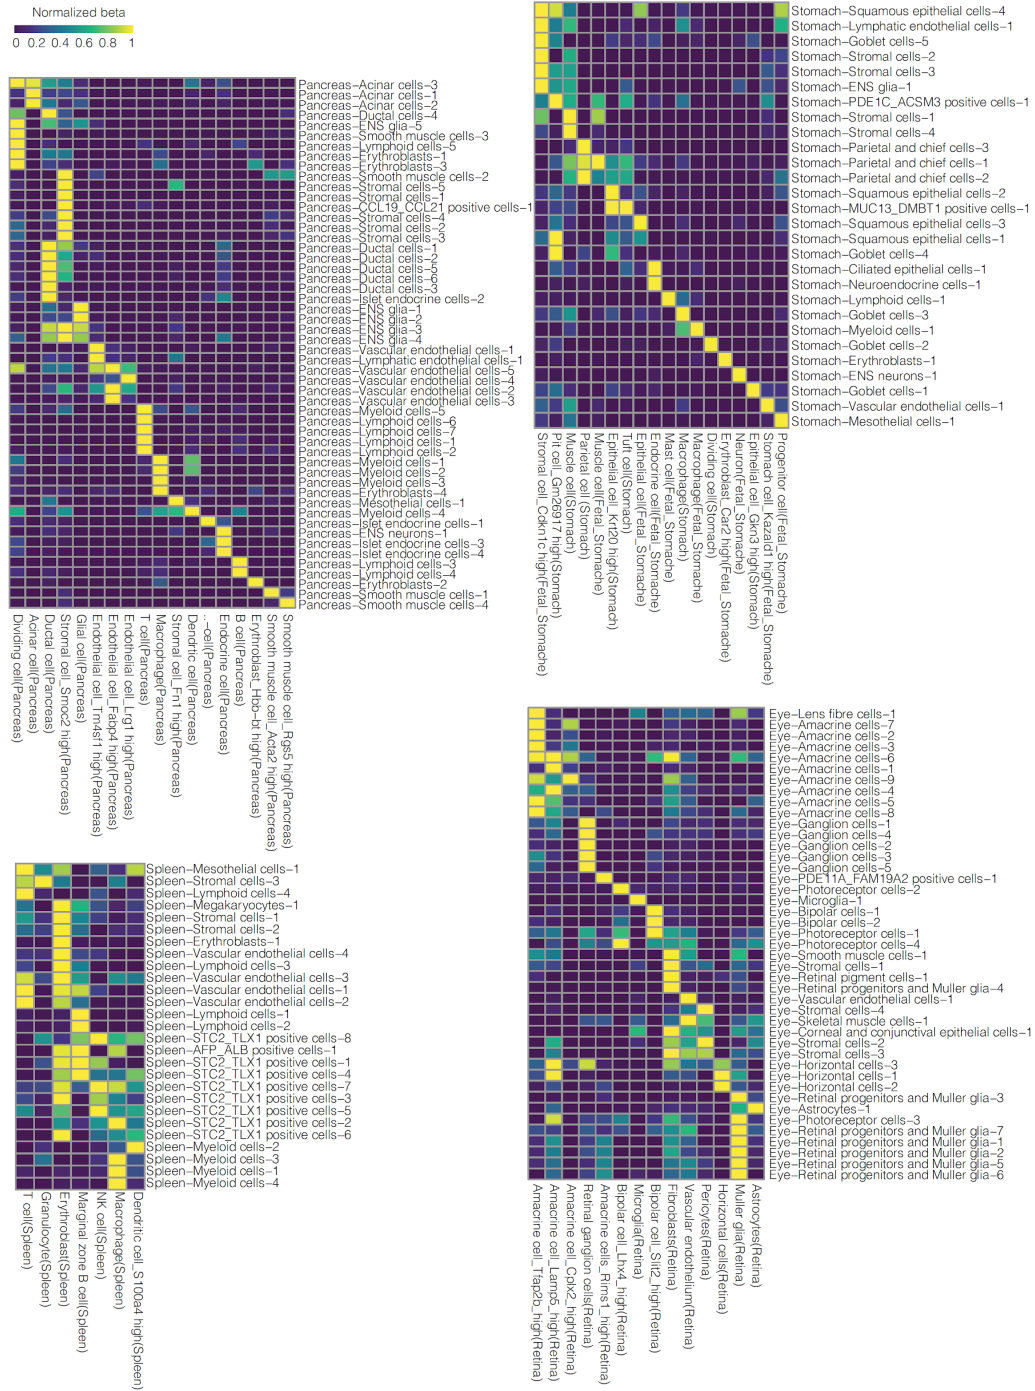 Normalized beta
0 0.2 0.4 0.6 0.8 1
Pancreas–Acinar cells–3
Pancreas–Acinar cells–1
Pancreas–Acinar cells–2
Pancreas–Ductal cells–4
Pancreas–ENS glia–5
Pancreas–Smooth muscle cells–3
Pancreas–Lymphoid cells–5
Pancreas–Erythroblasts–1
Pancreas–Erythroblasts–3
Pancreas–Smooth muscle cells–2
Pancreas–Stromal cells–5
Pancreas–Stromal cells–1
Pancreas–CCL19_CCL21 positive cells–1
Pancreas–Stromal cells–4
Pancreas–Stromal cells–2
Pancreas–Stromal cells–3
Pancreas–Ductal cells–1
Pancreas–Ductal cells–2
Pancreas–Ductal cells–5
Pancreas–Ductal cells–6
Pancreas–Ductal cells–3
Pancreas–Islet endocrine cells–2
Pancreas–ENS glia–1
Pancreas–ENS glia–2
Pancreas–ENS glia–3
Pancreas–ENS glia–4
Pancreas–Vascular endothelial cells–1
Pancreas–Lymphatic endothelial cells–1
Pancreas–Vascular endothelial cells–5
Pancreas–Vascular endothelial cells–4
Pancreas–Vascular endothelial cells–2
Pancreas–Vascular endothelial cells–3
Pancreas–Myeloid cells–5
Pancreas–Lymphoid cells–6
Pancreas–Lymphoid cells–7
Pancreas–Lymphoid cells–1
Pancreas–Lymphoid cells–2
Pancreas–Myeloid cells–1
Pancreas–Myeloid cells–2
Pancreas–Myeloid cells–3
Pancreas–Erythroblasts–4
Pancreas–Mesothelial cells–1
Pancreas–Myeloid cells–4
Pancreas–Islet endocrine cells–1
Pancreas–ENS neurons–1
Pancreas–Islet endocrine cells–3
Pancreas–Islet endocrine cells–4
Pancreas–Lymphoid cells–3
Pancreas–Lymphoid cells–4
Pancreas–Erythroblasts–2
Pancreas–Smooth muscle cells–1
Pancreas–Smooth muscle cells–4
Dividing cell(Pancreas)
Acinar cell(Pancreas)
Ductal cell(Pancreas)
Stromal cell_Smoc2 high(Pancreas)
Glial cell(Pancreas)
Endothelial cell_Tm4sf1 high(Pancreas)
Endothelial cell_Fabp4 high(Pancreas)
Endothelial cell_Lrg1 high(Pancreas)
T cell(Pancreas)
Macrophage(Pancreas)
Stromal cell_Fn1 high(Pancreas)
Dendrtic cell(Pancreas)
..–cell(Pancreas)
Endocrine cell(Pancreas)
B cell(Pancreas)
Erythroblast_Hbb–bt high(Pancreas)
Smooth muscle cell_Acta2 high(Pancreas)
Smooth muscle cell_Rgs5 high(Pancreas)
Stomach–Squamous epithelial cells–4
Stomach–Lymphatic endothelial cells–1
Stomach–Goblet cells–5
Stomach–Stromal cells–2
Stomach–Stromal cells–3
Stomach–ENS glia–1
Stomach–PDE1C_ACSM3 positive cells–1
Stomach–Stromal cells–1
Stomach–Stromal cells–4
Stomach–Parietal and chief cells–3
Stomach–Parietal and chief cells–1
Stomach–Parietal and chief cells–2
Stomach–Squamous epithelial cells–2
Stomach–MUC13_DMBT1 positive cells–1
Stomach–Squamous epithelial cells–3
Stomach–Squamous epithelial cells–1
Stomach–Goblet cells–4
Stomach–Ciliated epithelial cells–1
Stomach–Neuroendocrine cells–1
Stomach–Lymphoid cells–1
Stomach–Goblet cells–3
Stomach–Myeloid cells–1
Stomach–Goblet cells–2
Stomach–Erythroblasts–1
Stomach–ENS neurons–1
Stomach–Goblet cells–1
Stomach–Vascular endothelial cells–1
Stomach–Mesothelial cells–1
Stromal cell_Cdkn1c high(Fetal_Stomache)
Pit cell_Gm26917 high(Stomach)
Muscle cell(Stomach)
Parietal cell (Stomach)
Muscle cell(Fetal_Stomache)
Epithelial cell_Krt20 high(Stomach)
Tuft cell(Stomach)
Epithelial cell(Fetal_Stomache)
Endocrine cell(Fetal_Stomache)
Mast cell(Fetal_Stomache)
Macrophage(Stomach)
Macrophage(Fetal_Stomache)
Dividing cell(Stomach)
Erythroblast_Car2 high(Fetal_Stomache)
Neuron(Fetal_Stomache)
Epithelial cell_Gkn3 high(Stomach)
Stomach cell_Kazald1 high(Fetal_Stomache)
Progenitor cell(Fetal_Stomache)
Spleen–Mesothelial cells–1
Spleen–Stromal cells–3
Spleen–Lymphoid cells–4
Spleen–Megakaryocytes–1
Spleen–Stromal cells–1
Spleen–Stromal cells–2
Spleen–Erythroblasts–1
Spleen–Vascular endothelial cells–4
Spleen–Lymphoid cells–3
Spleen–Vascular endothelial cells–3
Spleen–Vascular endothelial cells–1
Spleen–Vascular endothelial cells–2
Spleen–Lymphoid cells–1
Spleen–Lymphoid cells–2
Spleen–STC2_TLX1 positive cells–8
Spleen–AFP_ALB positive cells–1
Spleen–STC2_TLX1 positive cells–1
Spleen–STC2_TLX1 positive cells–4
Spleen–STC2_TLX1 positive cells–7
Spleen–STC2_TLX1 positive cells–3
Spleen–STC2_TLX1 positive cells–5
Spleen–STC2_TLX1 positive cells–2
Spleen–STC2_TLX1 positive cells–6
Spleen–Myeloid cells–2
Spleen–Myeloid cells–3
Spleen–Myeloid cells–1
Spleen–Myeloid cells–4
T cell(Spleen)
Granulocyte(Spleen)
Erythroblast(Spleen)
Marginal zone B cell(Spleen)
NK cell(Spleen)
Macrophage(Spleen)
Dendritic cell_S100a4 high(Spleen)
Eye–Lens fibre cells–1
Eye–Amacrine cells–7
Eye–Amacrine cells–2
Eye–Amacrine cells–3
Eye–Amacrine cells–6
Eye–Amacrine cells–1
Eye–Amacrine cells–9
Eye–Amacrine cells–4
Eye–Amacrine cells–5
Eye–Amacrine cells–8
Eye–Ganglion cells–1
Eye–Ganglion cells–4
Eye–Ganglion cells–2
Eye–Ganglion cells–3
Eye–Ganglion cells–5
Eye–PDE11A_FAM19A2 positive cells–1
Eye–Photoreceptor cells–2
Eye–Microglia–1
Eye–Bipolar cells–1
Eye–Bipolar cells–2
Eye–Photoreceptor cells–1
Eye–Photoreceptor cells–4
Eye–Smooth muscle cells–1
Eye–Stromal cells–1
Eye–Retinal pigment cells–1
Eye–Retinal progenitors and Muller glia–4
Eye–Vascular endothelial cells–1
Eye–Stromal cells–4
Eye–Skeletal muscle cells–1
Eye–Corneal and conjunctival epithelial cells–1
Eye–Stromal cells–2
Eye–Stromal cells–3
Eye–Horizontal cells–3
Eye–Horizontal cells–1
Eye–Horizontal cells–2
Eye–Retinal progenitors and Muller glia–3
Eye–Astrocytes–1
Eye–Photoreceptor cells–3
Eye–Retinal progenitors and Muller glia–7
Eye–Retinal progenitors and Muller glia–1
Eye–Retinal progenitors and Muller glia–2
Eye–Retinal progenitors and Muller glia–5
Eye–Retinal progenitors and Muller glia–6
Amacrine cell_Tfap2b_high(Retina)
Amacrine cell_Lamp5_high(Retina)
Amacrine cell_Cplx2_high(Retina)
Retinal ganglion cells(Retina)
Amacrine cells_Rims1_high(Retina)
Bipolar cell_Lhx4_high(Retina)
Microglia(Retina)
Bipolar cell_Slit2_high(Retina)
Fibroblasts(Retina)
Vascular endothelium(Retina)
Pericytes(Retina)
Horizontal cells(Retina)
Muller glia(Retina)
Astrocytes(Retina)